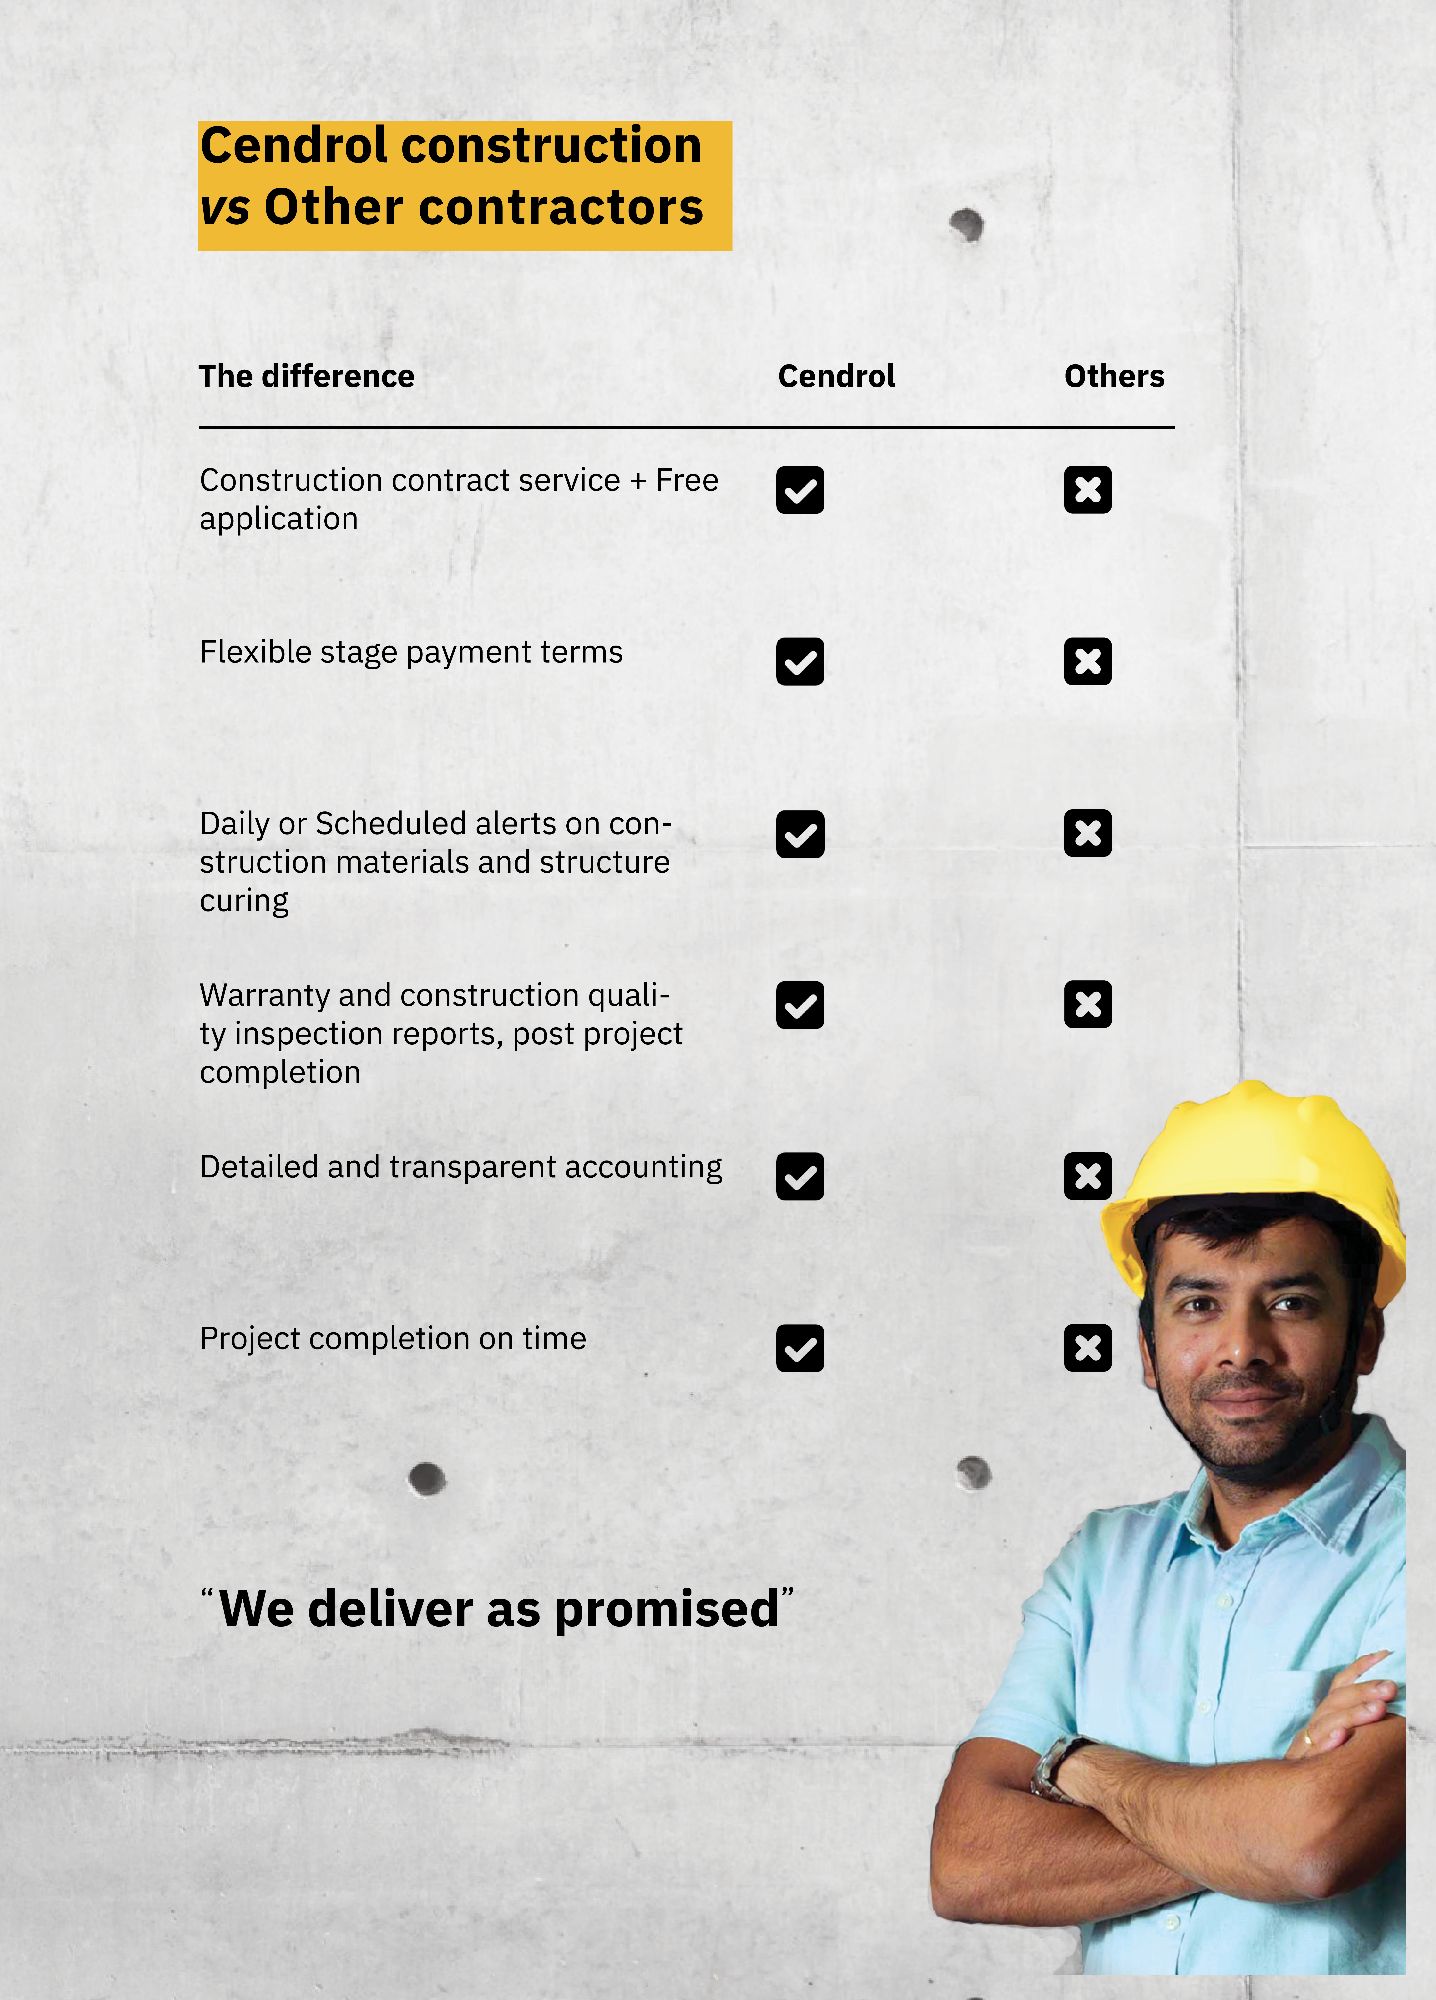 Cendrol construction
vs Other contractors
The difference Cendrol Others
Construction contract service + Free
application
Flexible stage payment terms
Daily or Scheduled alerts on con-
struction materials and structure
curing
Warranty and construction quali-
ty inspection reports, post project
completion
Detailed and transparent accounting
Project completion on time
“We deliver as promised”